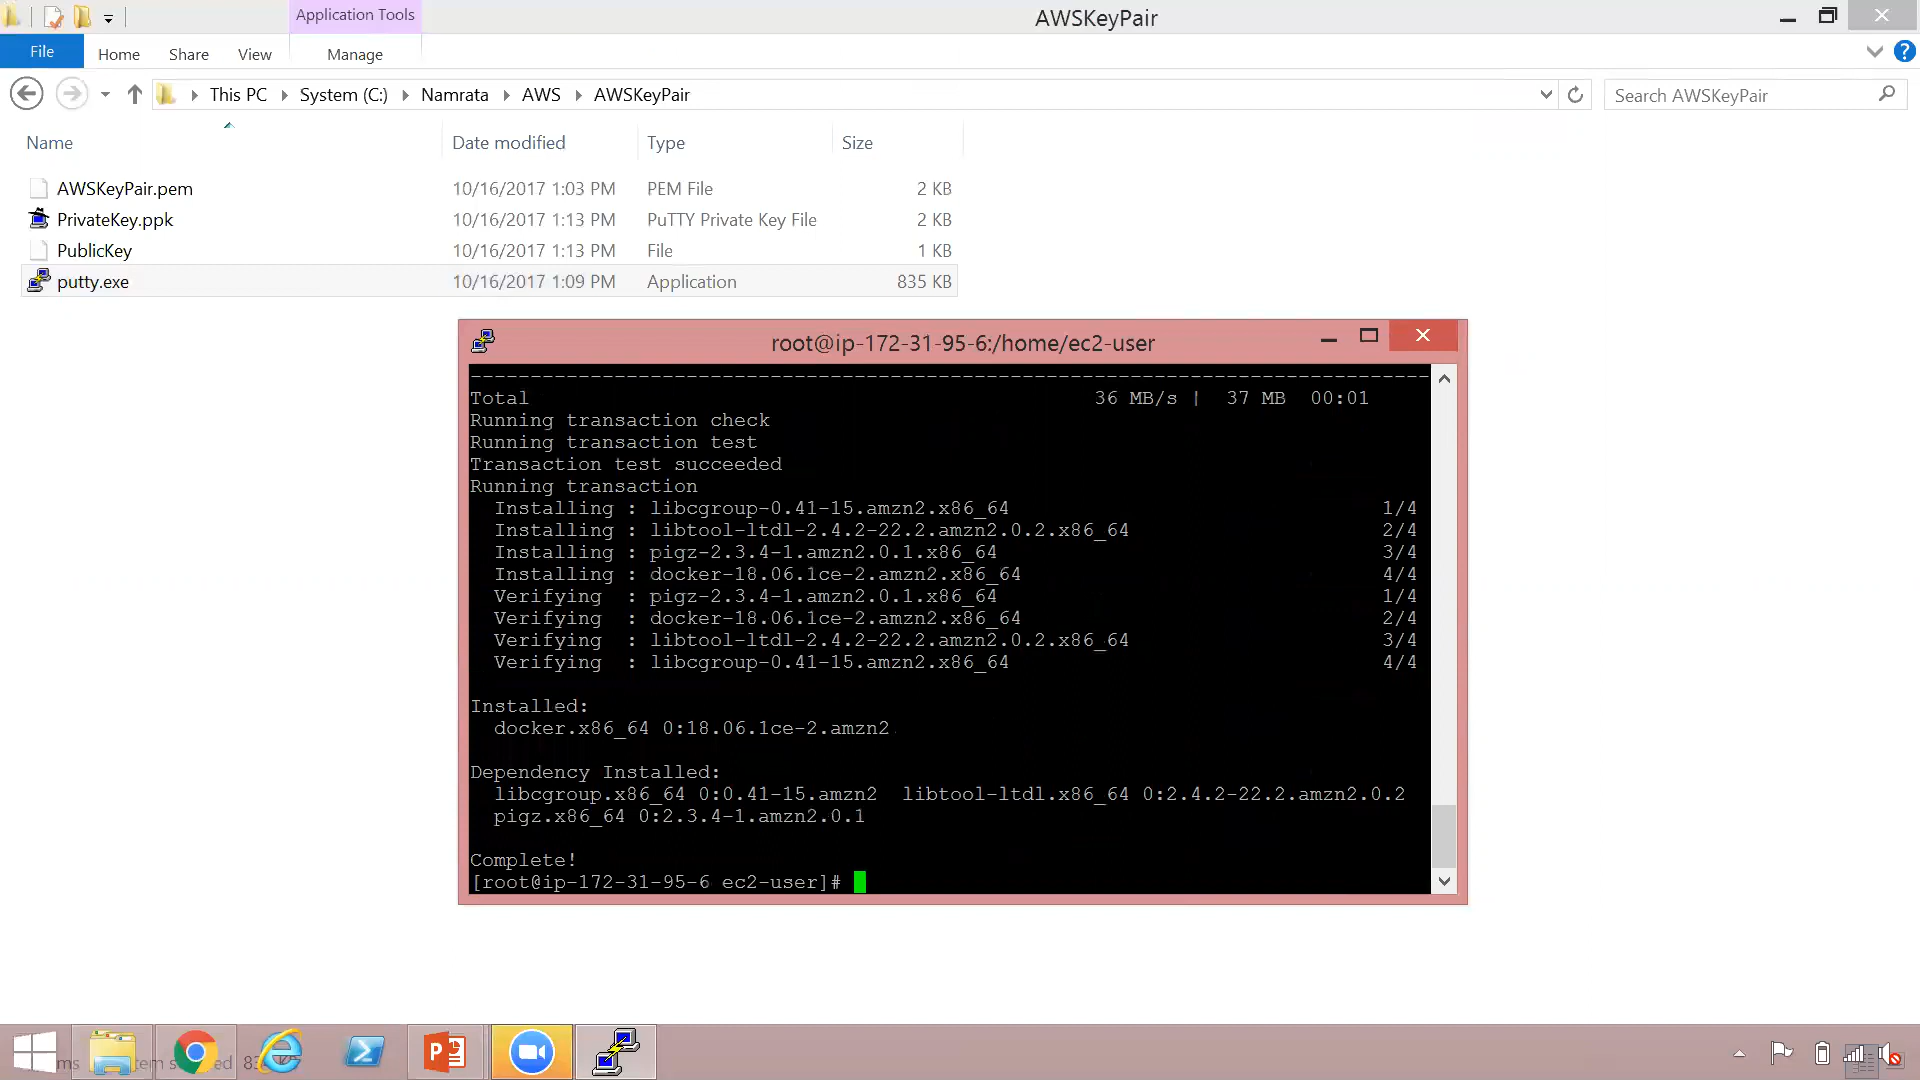 Application Tools
AWSKeyPair
File
Home
Share
View
Manage
This PC
System (C:)
Namrata
AWS
AWSKeyPair
Search AWSKeyPair
Name
Date modified
Type
Size
AWSKeyPair.pem 10/16/2017 1:03 PM PEM File 2 KB
PrivateKey.ppk 10/16/2017 1:13 PM PuTTY Private Key File 2 KB
PublicKey 10/16/2017 1:13 PM File 1 KB
putty.exe 10/16/2017 1:09 PM Application 835 KB
root@ip-172-31-95-6:/home/ec2-user
--------------------------------------------------------------------------------
Total 36 MB/s | 37 MB 00:01
Running transaction check
Running transaction test
Transaction test succeeded
Running transaction
Installing : libcgroup-0.41-15.amzn2.x86_64 1/4
Installing : libtool-ltdl-2.4.2-22.2.amzn2.0.2.x86_64 2/4
Installing : pigz-2.3.4-1.amzn2.0.1.x86_64 3/4
Installing : docker-18.06.1ce-2.amzn2.x86_64 4/4
Verifying : pigz-2.3.4-1.amzn2.0.1.x86_64 1/4
Verifying : docker-18.06.1ce-2.amzn2.x86_64 2/4
Verifying : libtool-ltdl-2.4.2-22.2.amzn2.0.2.x86_64 3/4
Verifying : libcgroup-0.41-15.amzn2.x86_64 4/4
Installed:
docker.x86_64 0:18.06.1ce-2.amzn2
Dependency Installed:
libcgroup.x86_64 0:0.41-15.amzn2 libtool-ltdl.x86_64 0:2.4.2-22.2.amzn2.0.2
pigz.x86_64 0:2.3.4-1.amzn2.0.1
Complete!
[root@ip-172-31-95-6 ec2-user]#